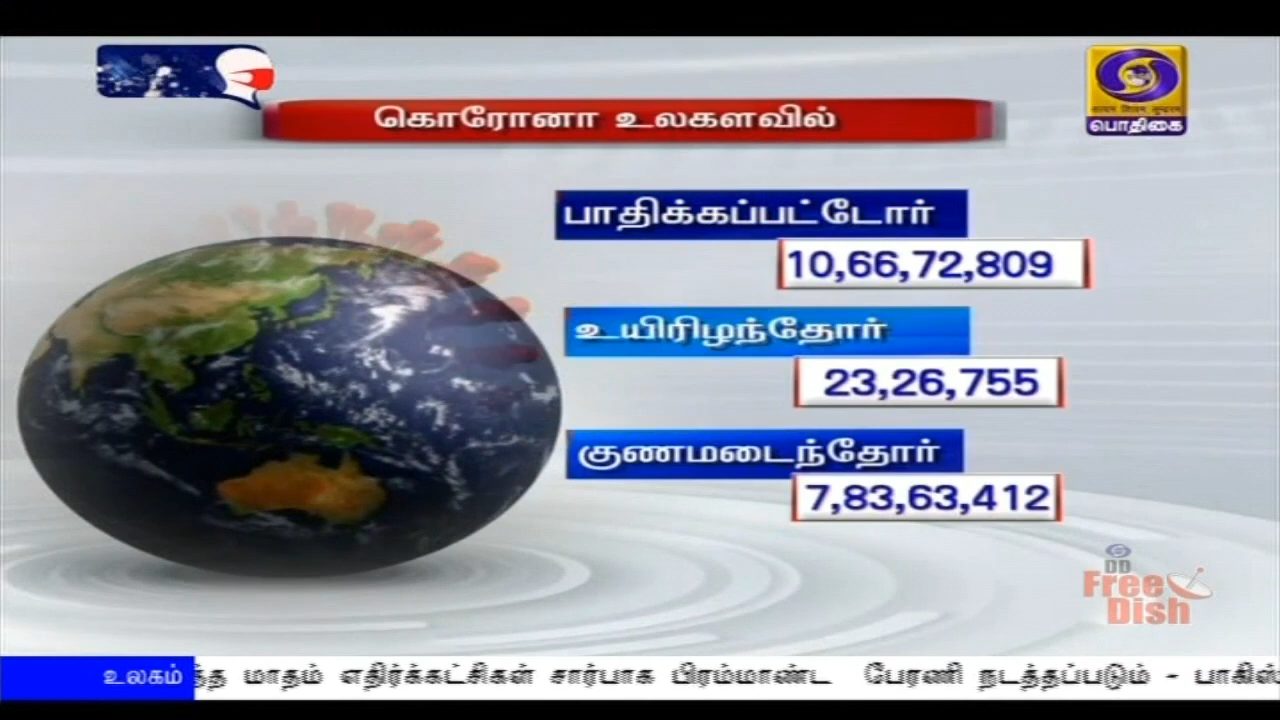 கொரோனா உலகளவில்
பொதிகை
பாதிக்கப்பட்டோர்
10,66,72,809
உயிரிழந்தோர்
23,26,755
குணமடைந்தோர்
7,83,63,412
DD
Free
Dish
உலகம்
மாதம் எதிர்க்கட்சிகள் சார்பாக பிரம்மாண்ட பேரணி நடத்தப்படும் - பாகிஸ்